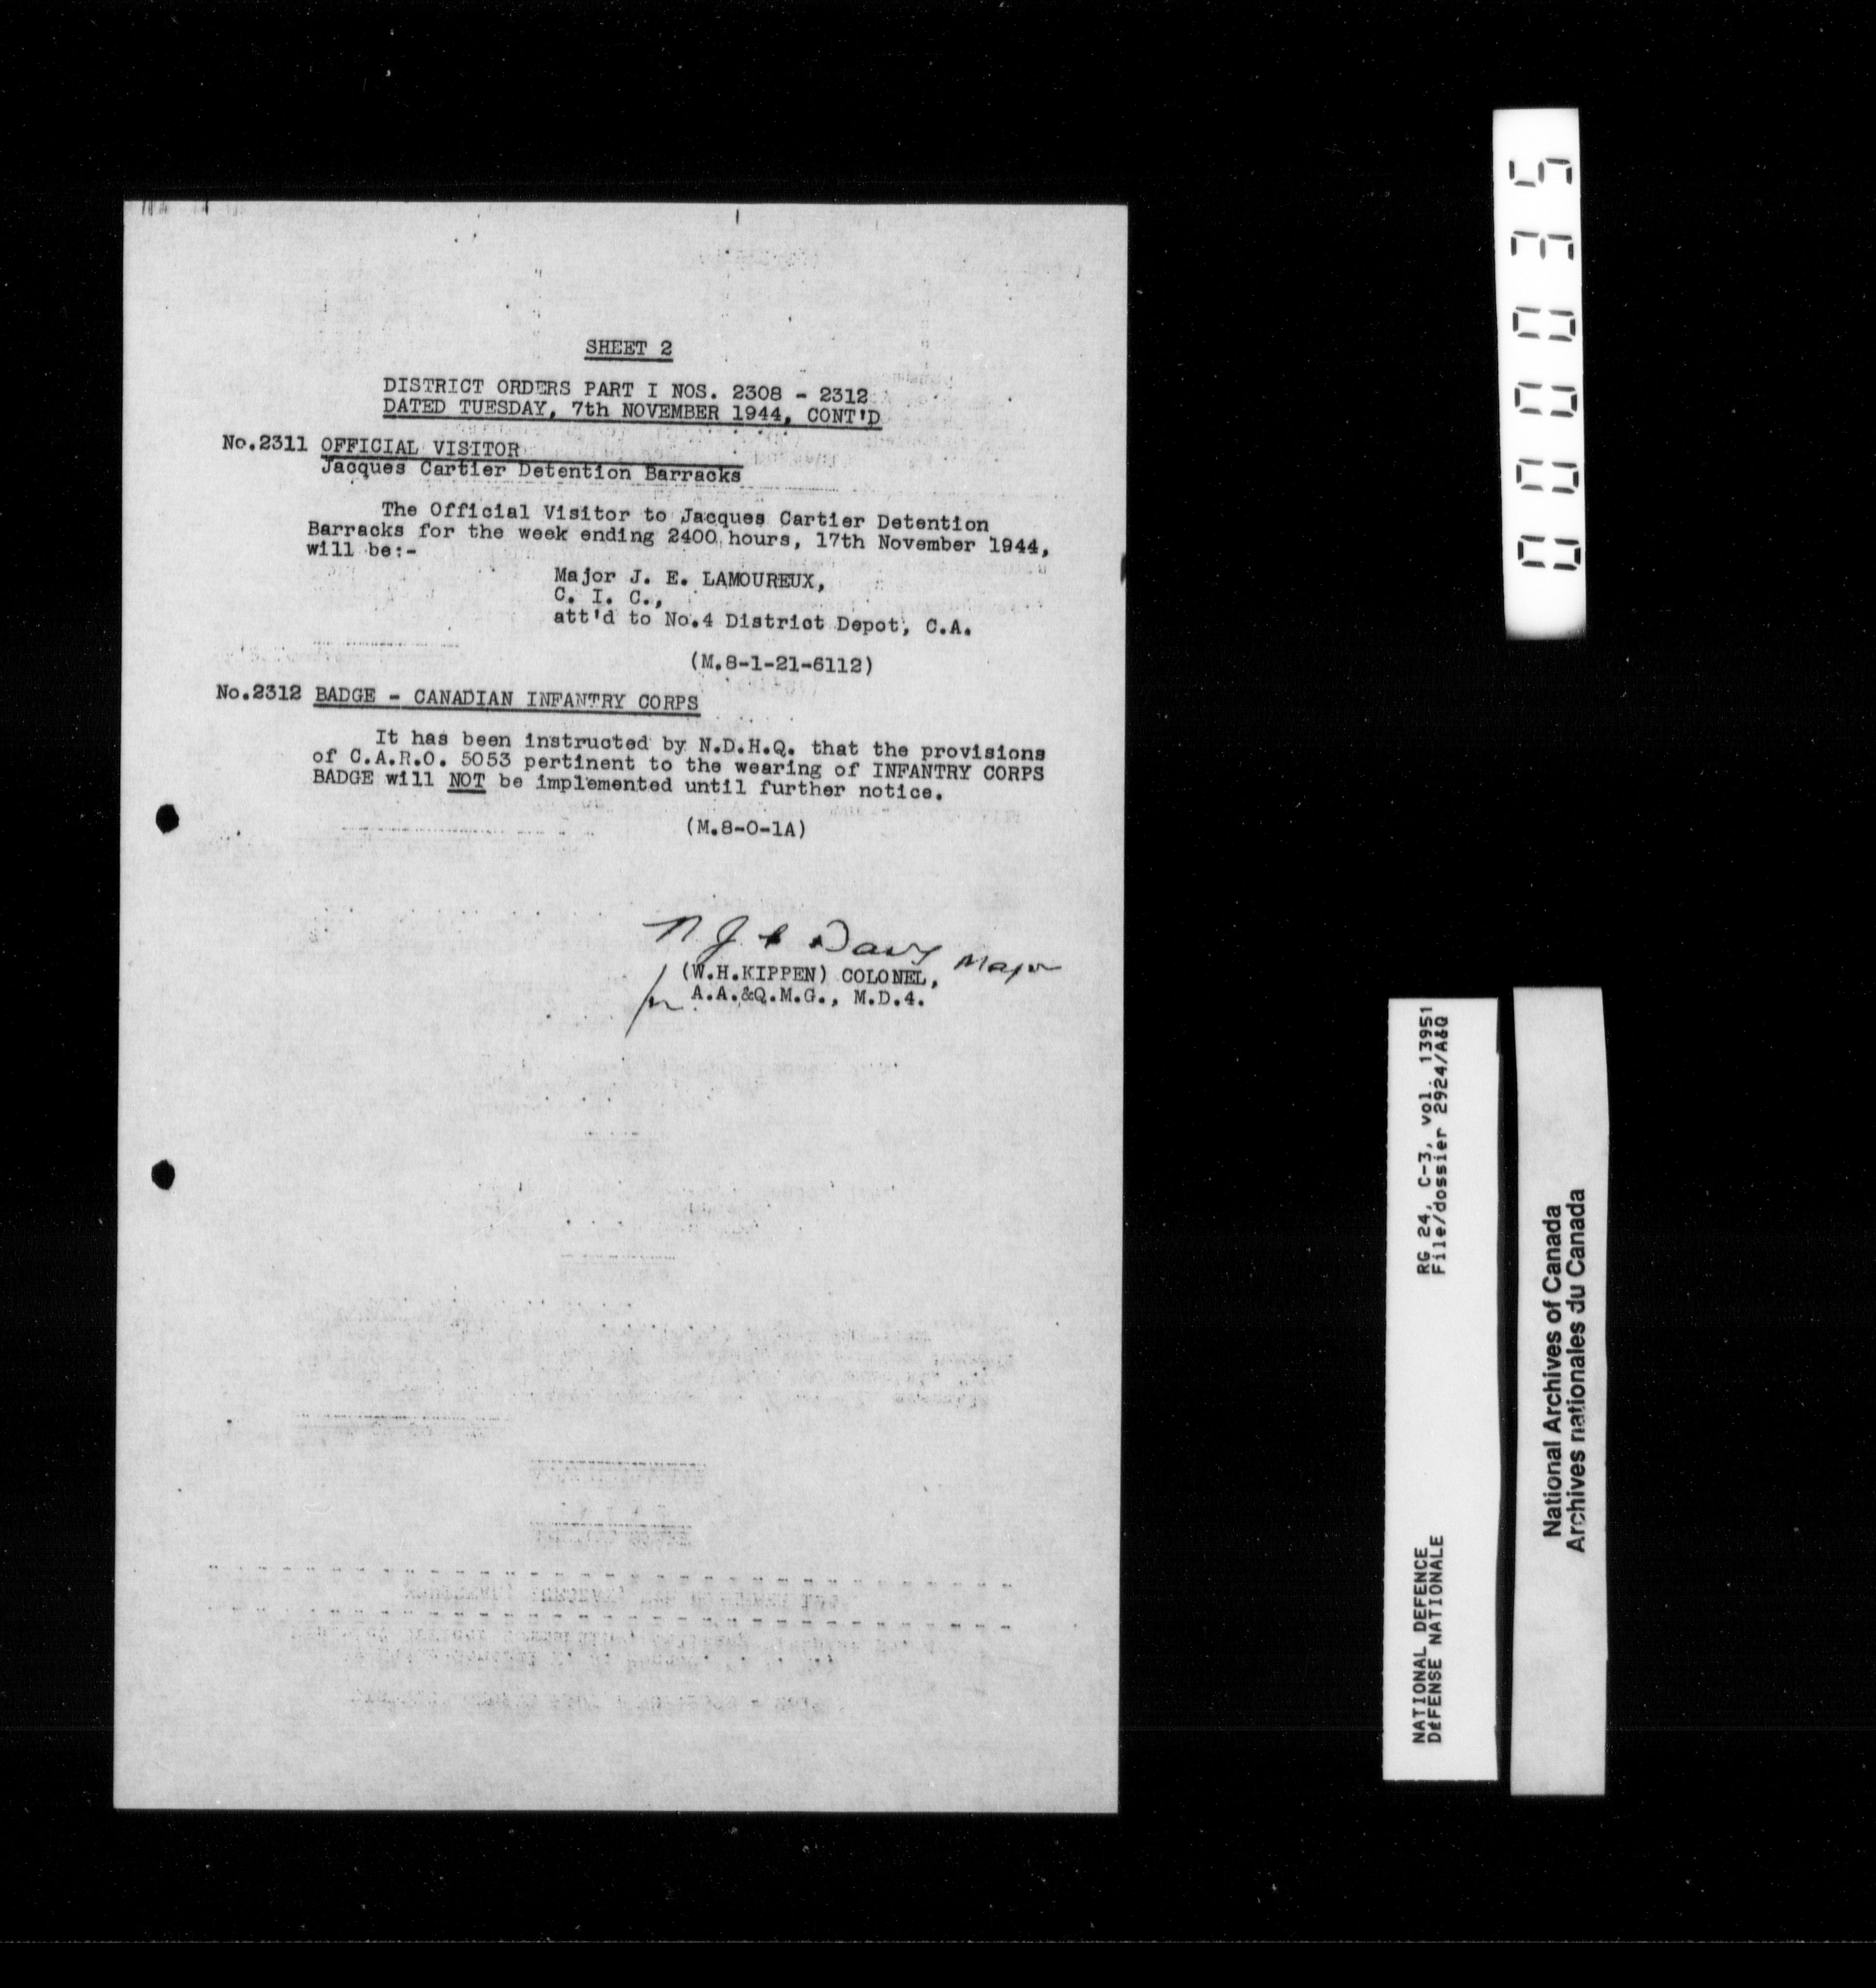 SHEET 2
DISTRICT ORDERS PART I NOS. 2308 - 2312
DATED TUESDAY, 7th NOVEMBER 1944, CONT'D
No.2311 OFFICIAL VISITOR
Jacques Cartier Detention Barracks
The Official Visitor to Jacques Cartier Detention
Barracks for the week ending 2400 hours, 17th November 1944,
will be:-
Major J. E. LAMOUREUX,
C. I. C.,
att'd to No.4 District Depot, C.A.
(M.8-1-21-6112)
No.2312 BADGE - CANADIAN INFANTRY CORPS
It has been instructed by N.D.H.Q. that the provisions
of C.A.R.O. 5053 pertinent to the wearing of INFANTRY CORPS
BADGE will NOT be implemented until further notice.
(M.8-0-1A)
Davis Major
(W.H.KIPPEN) COLONEL,
for A.A.&Q.M.G., M.D.4.
000035
RG 24, C-3, vol. 13951
File/dossier 2924/A&Q
NATIONAL DEFENCE
DÉFENSE NATIONALE
National Archives of Canada
Archives nationales du Canada